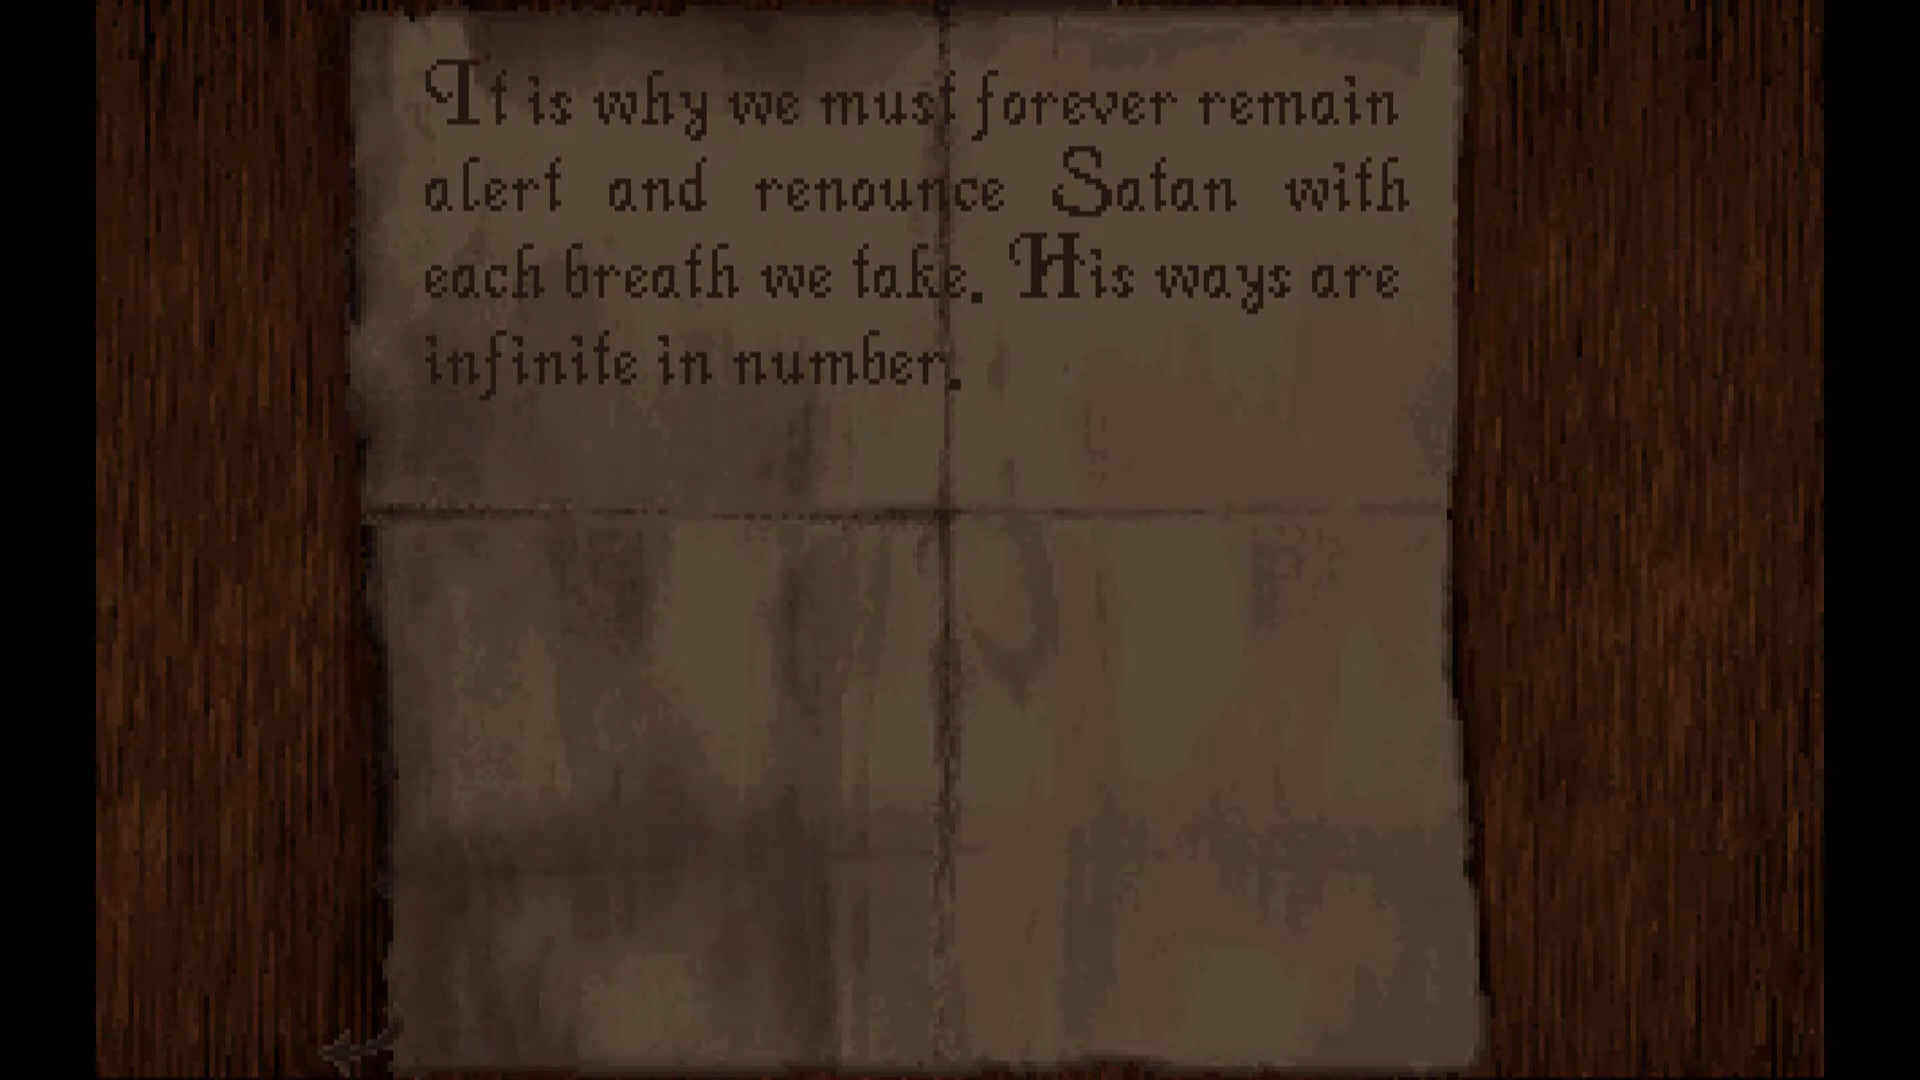 It is why we must forever remain
alert and renounce Satan with
each breath we take. His ways are
infinite in number.